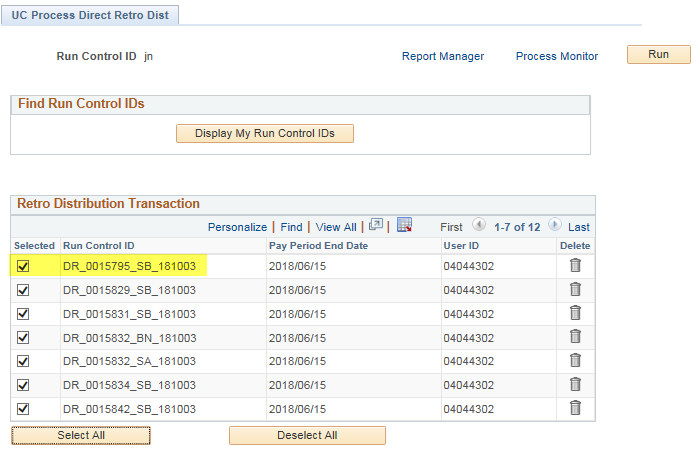 UC Process Direct Retro Dist
Run Control ID jn Report Manager Process Monitor Run
Find Run Control IDs
Display My Run Control IDs
Retro Distribution Transaction
Personalize | Find | View All | | First 1-7 of 12 Last
Selected Run Control ID Pay Period End Date User ID Delete
DR_0015795_SB_181003 2018/06/15 04044302
DR_0015829_SB_181003 2018/06/15 04044302
DR_0015831_SB_181003 2018/06/15 04044302
DR_0015832_BN_181003 2018/06/15 04044302
DR_0015832_SA_181003 2018/06/15 04044302
DR_0015834_SB_181003 2018/06/15 04044302
DR_0015842_SB_181003 2018/06/15 04044302
Select All Deselect All